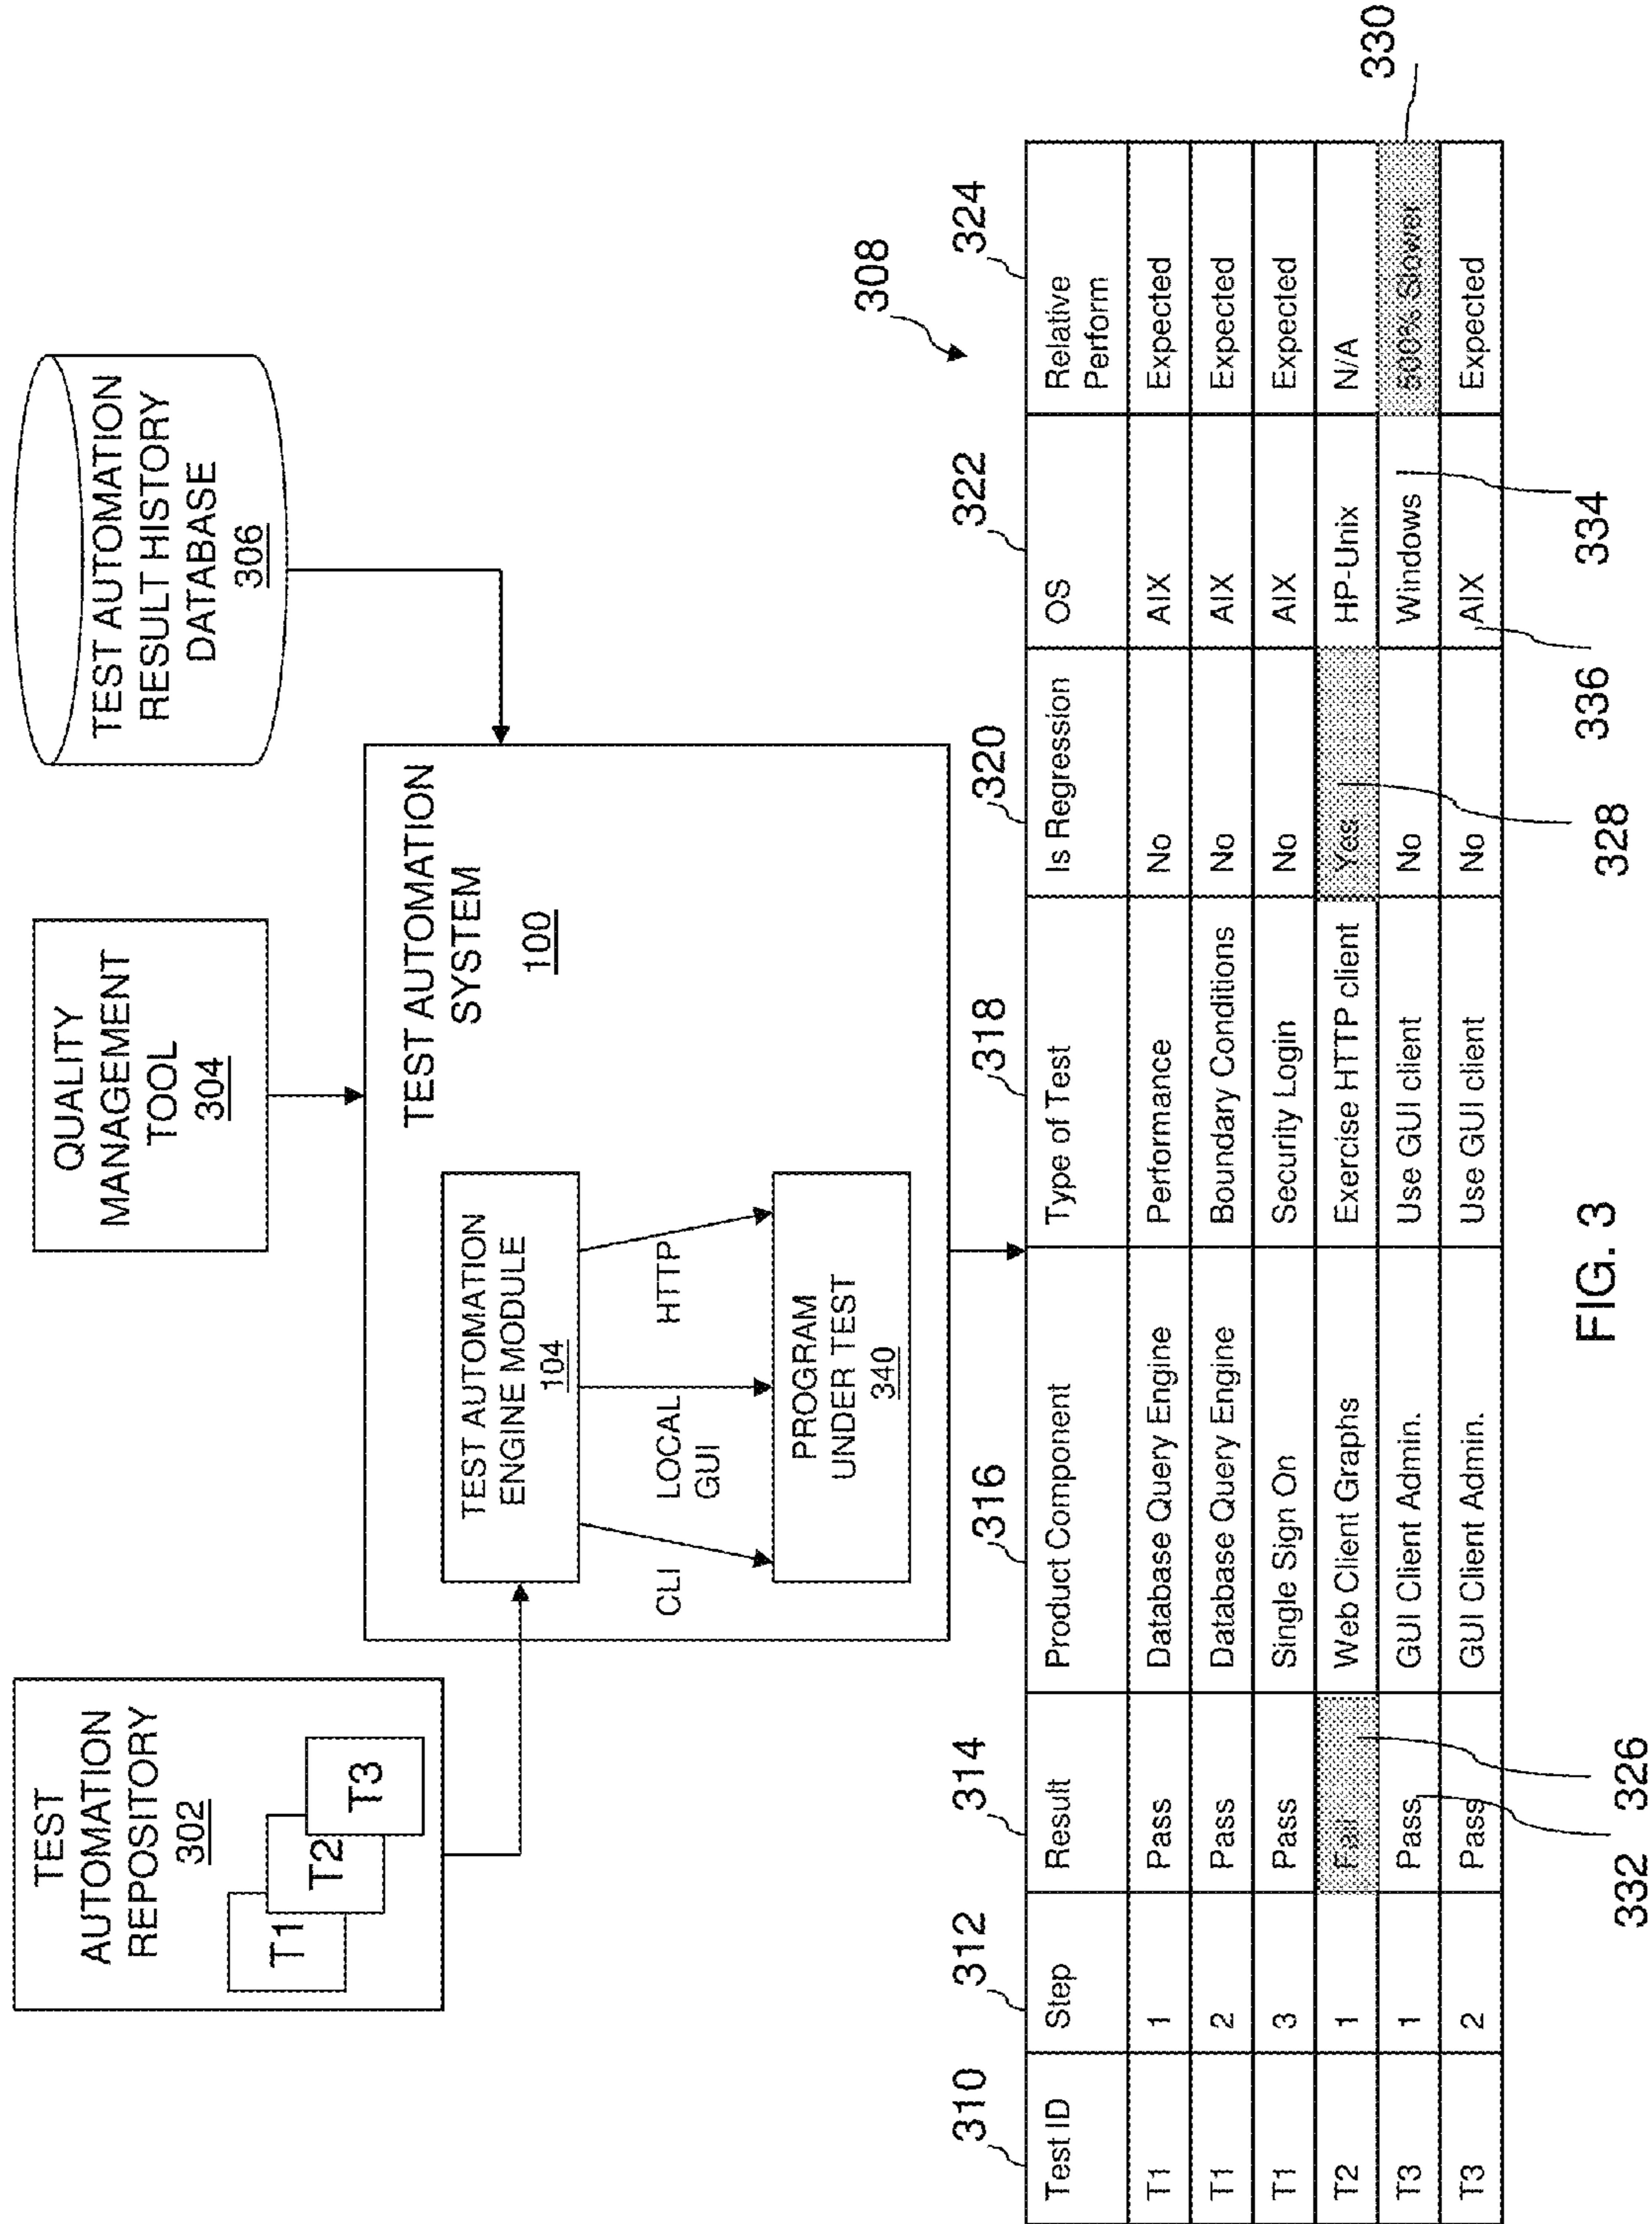 TEST
AUTOMATION
REPOSITORY
302
T1
T2
T3
QUALITY
MANAGEMENT
TOOL
304
TEST AUTOMATION
RESULT HISTORY
DATABASE
306
TEST AUTOMATION
SYSTEM
100
TEST AUTOMATION
ENGINE MODULE
104
CLI
LOCAL
GUI
HTTP
PROGRAM
UNDER TEST
340
308
310
312
314
316
318
320
322
324
Test ID Step Result Product Component Type of Test Is Regression OS Relative
Perform
T1 1 Pass Database Query Engine Performance No AIX Expected
T1 2 Pass Database Query Engine Boundary Conditions No AIX Expected
T1 3 Pass Single Sign On Security Login No AIX Expected
T2 1 Fail Web Client Graphs Exercise HTTP client Yes HP-Unix N/A
T3 1 Pass GUI Client Admin. Use GUI client No Windows 500% Slower
T3 2 Pass GUI Client Admin. Use GUI client No AIX Expected
330
332
326
328
336
334
FIG. 3